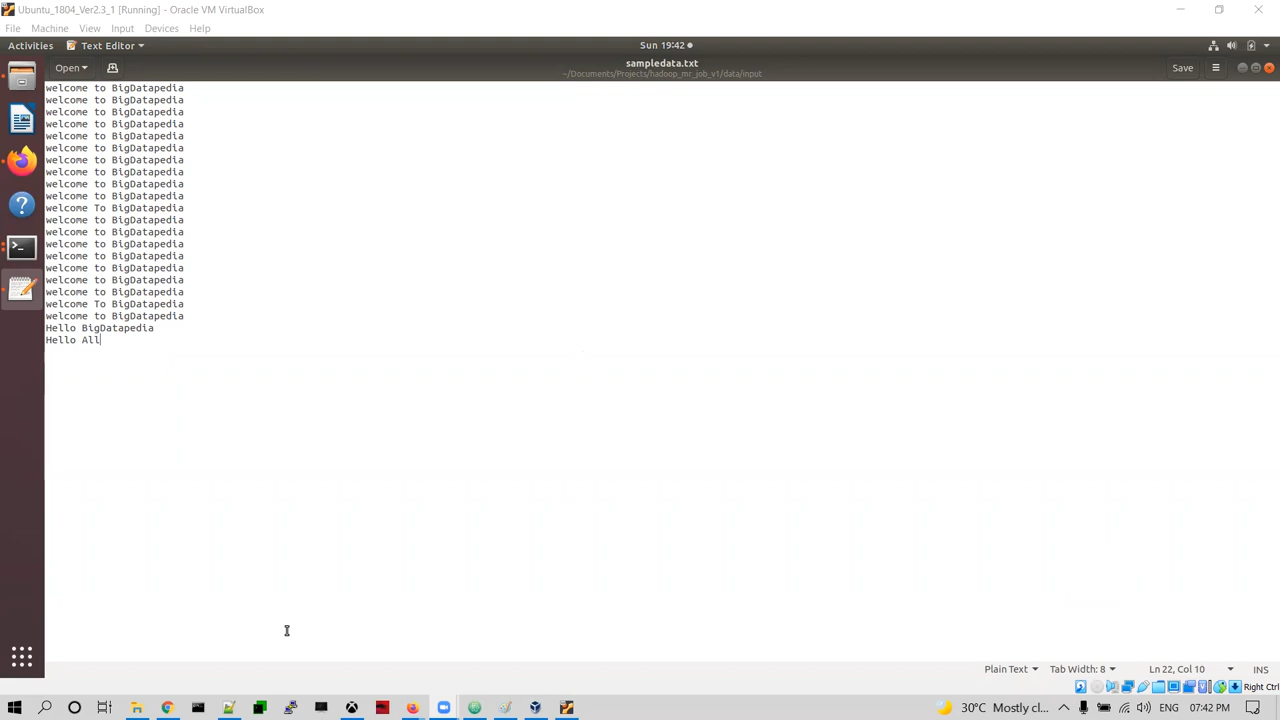 Ubuntu_1804_Ver2.3_1 [Running] - Oracle VM VirtualBox
File Machine View Input Devices Help
Activities Text Editor Sun 19:42
Open sampledata.txt Save
~/Documents/Projects/hadoop_mr_job_v1/data/input
welcome to BigDatapedia
welcome to BigDatapedia
welcome to BigDatapedia
welcome to BigDatapedia
welcome to BigDatapedia
welcome to BigDatapedia
welcome to BigDatapedia
welcome to BigDatapedia
welcome to BigDatapedia
welcome to BigDatapedia
welcome To BigDatapedia
welcome to BigDatapedia
welcome to BigDatapedia
welcome to BigDatapedia
welcome to BigDatapedia
welcome to BigDatapedia
welcome to BigDatapedia
welcome to BigDatapedia
welcome To BigDatapedia
welcome to BigDatapedia
Hello BigDatapedia
Hello All
Plain Text Tab Width: 8 Ln 22, Col 10 INS
Right Ctrl
30°C Mostly cl... ENG 07:42 PM